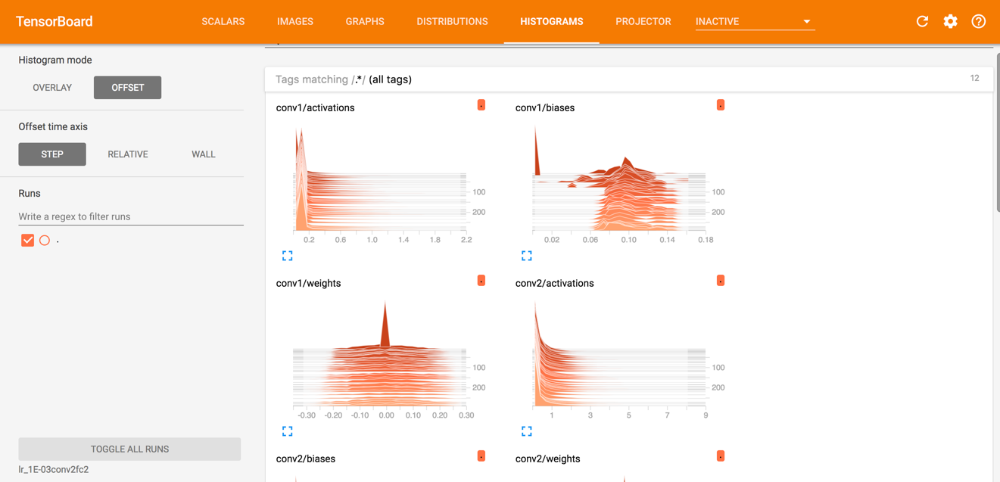 TensorBoard SCALARS IMAGES GRAPHS DISTRIBUTIONS HISTOGRAMS PROJECTOR INACTIVE
Histogram mode
OVERLAY OFFSET
Offset time axis
STEP RELATIVE WALL
Runs
Write a regex to filter runs
.
TOGGLE ALL RUNS
lr_1E-03conv2fc2
Tags matching /.*/ (all tags) 12
conv1/activations .
100
200
0.2 0.6 1.0 1.4 1.8 2.2
conv1/biases .
100
200
0.02 0.06 0.10 0.14 0.18
conv1/weights .
100
200
-0.30 -0.20 -0.10 0.00 0.10 0.20 0.30
conv2/activations .
100
200
1 3 5 7 9
conv2/biases .
conv2/weights .